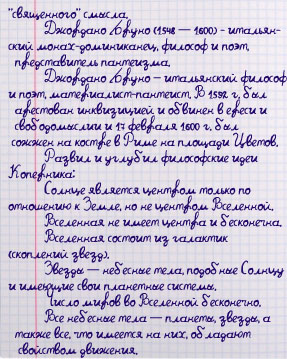 "священного" смысла.
Джордано Бруно (1548 — 1600) - итальян-
ский монах-доминиканец, философ и поэт,
представитель пантеизма.
Джордано Бруно — итальянский философ
и поэт, материалист-пантеист. В 1592 г. был
арестован инквизицией и обвинен в ереси и
свободомыслии и 17 февраля 1600 г. был
сожжен на костре в Риме на площади Цветов.
Развил и углубил философские идеи
Коперника:
Солнце является центром только по
отношению к Земле, но не центром Вселенной.
Вселенная не имеет центра и бесконечна.
Вселенная состоит из галактик
(скоплений звезд).
Звезды — небесные тела, подобные Солнцу
и имеющие свои планетные системы.
Число миров во Вселенной бесконечно.
Все небесные тела — планеты, звезды, а
также все, что имеется на них, обладают
свойством движения.